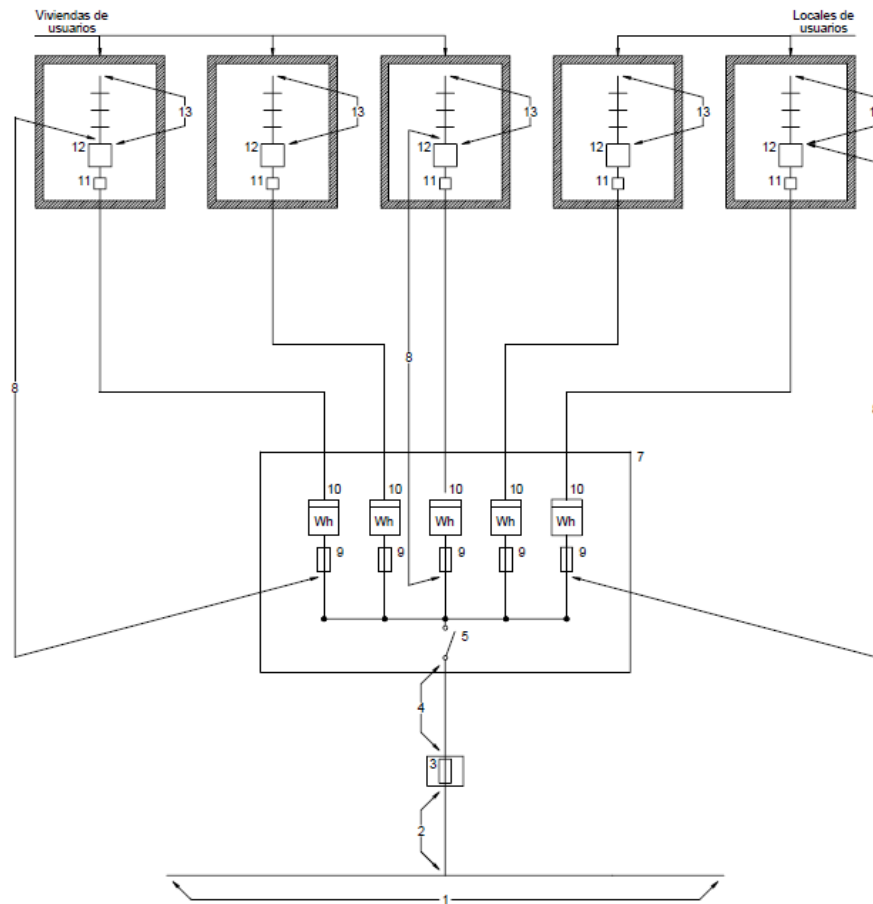 Viviendas de
usuarios
Locales de
usuarios
13 13 13 13
12 12 12 12 12
11 11 11 11 11
8 8
7
10 10 10 10 10
Wh Wh Wh Wh Wh
9 9 9 9 9
5
4
3
2
1